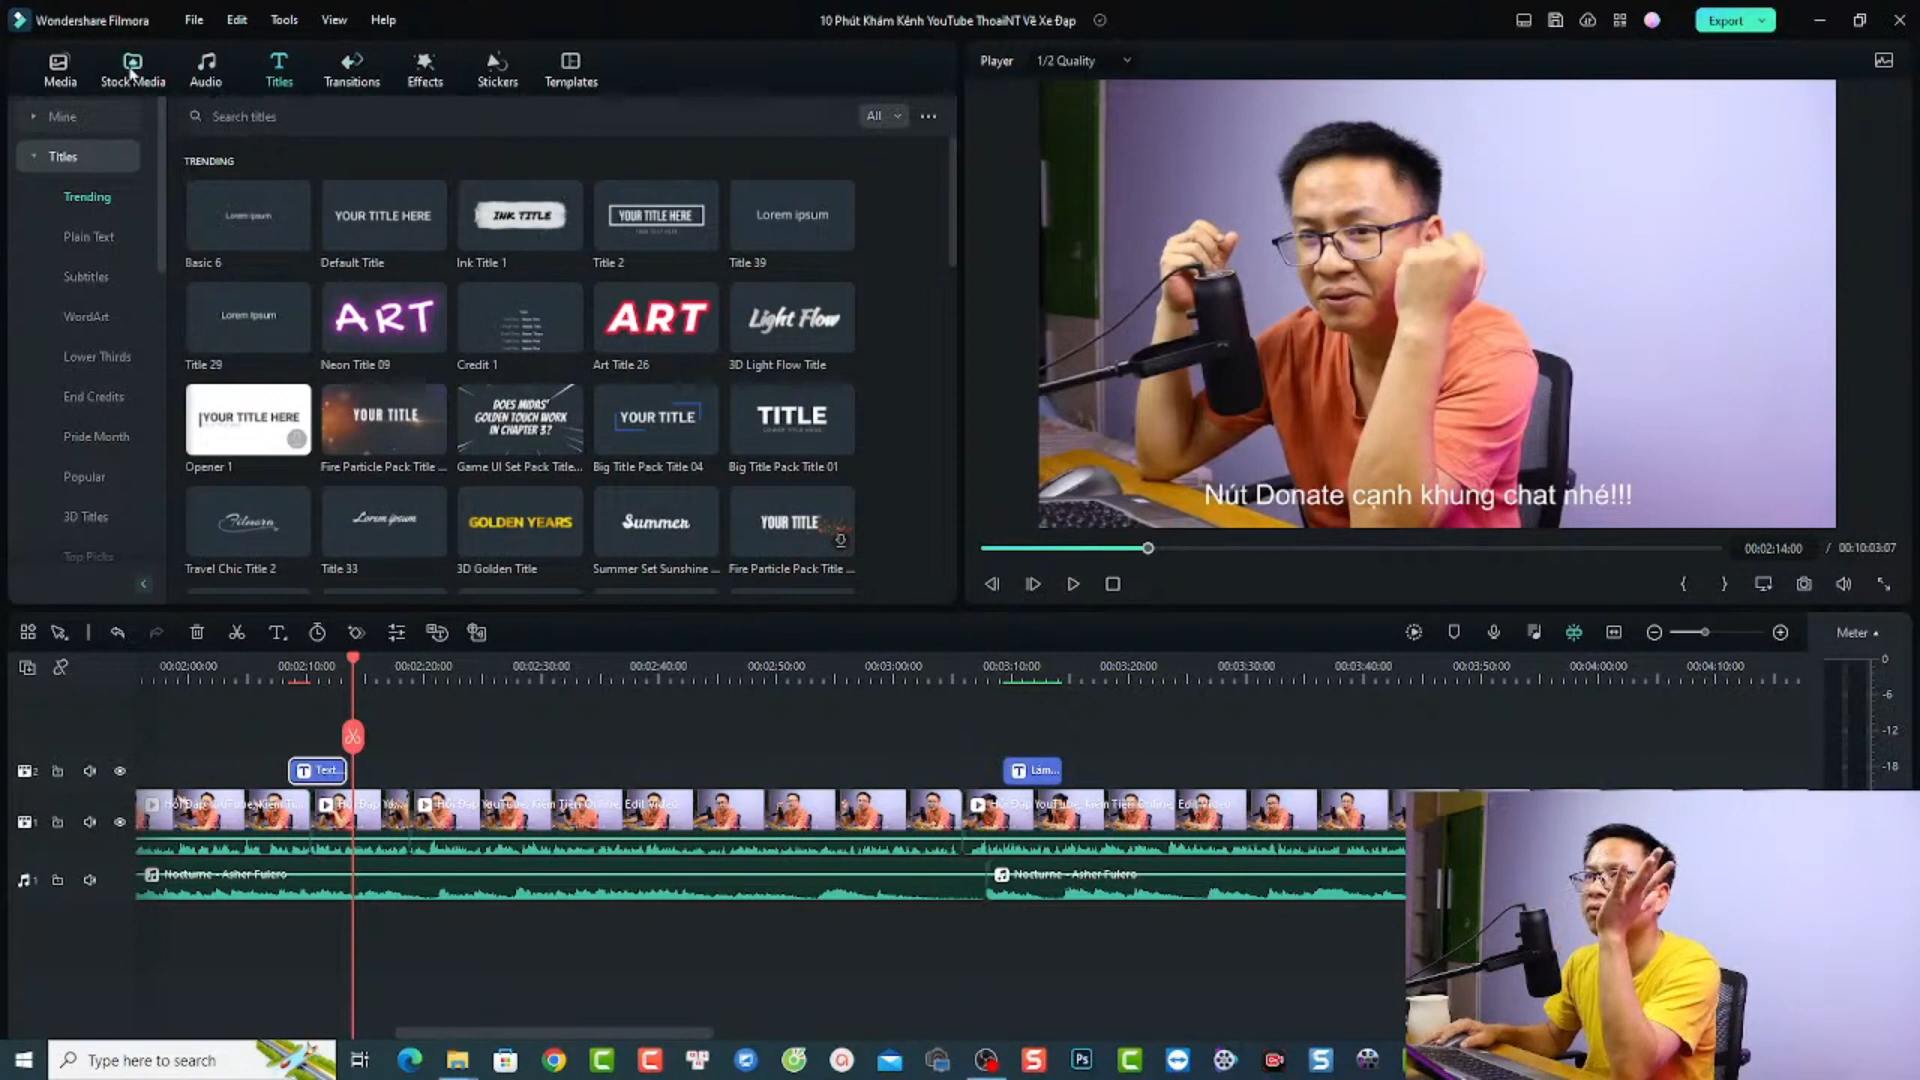 Wondershare Filmora
File Edit Tools View Help
10 Phút Khám Kênh YouTube ThoaiNT Về Xe Đạp
Export
Media Stock Media Audio Titles Transitions Effects Stickers Templates
Player 1/2 Quality
Mine
Search titles
All
Titles
TRENDING
Trending
Plain Text
Subtitles
WordArt
Lower Thirds
End Credits
Pride Month
Popular
3D Titles
Top Picks
Lorem ipsum
YOUR TITLE HERE
INK TITLE
YOUR TITLE HERE
Lorem ipsum
Basic 6 Default Title Ink Title 1 Title 2 Title 39
Lorem ipsum
ART
ART
Light Flow
Title 29 Neon Title 09 Credit 1 Art Title 26 3D Light Flow Title
YOUR TITLE HERE
YOUR TITLE
DOES MIDAS'
GOLDEN TOUCH WORK
IN CHAPTER 3?
YOUR TITLE
TITLE
Opener 1 Fire Particle Pack Title ... Game UI Set Pack Title... Big Title Pack Title 04 Big Title Pack Title 01
Filmora
Lorem ipsum
GOLDEN YEARS
Summer
YOUR TITLE
Travel Chic Title 2 Title 33 3D Golden Title Summer Set Sunshine ... Fire Particle Pack Title ...
Nút Donate cạnh khung chat nhé!!!
00:02:14:00 / 00:10:03:07
Meter
00:02:00:00 00:02:10:00 00:02:20:00 00:02:30:00 00:02:40:00 00:02:50:00 00:03:00:00 00:03:10:00 00:03:20:00 00:03:30:00 00:03:40:00 00:03:50:00 00:04:00:00 00:04:10:00
0
-6
-12
-18
2
Text...
Làm...
1
Hỏi Đáp YouTube, Kiếm Ti...
Hỏi Đáp Yo...
Hỏi Đáp YouTube, Kiếm Tiền Online, Edit Video
Hỏi Đáp YouTube, Kiếm Tiền Online, Edit Video
1
Nocturne - Asher Fulero
Nocturne - Asher Fulero
Type here to search